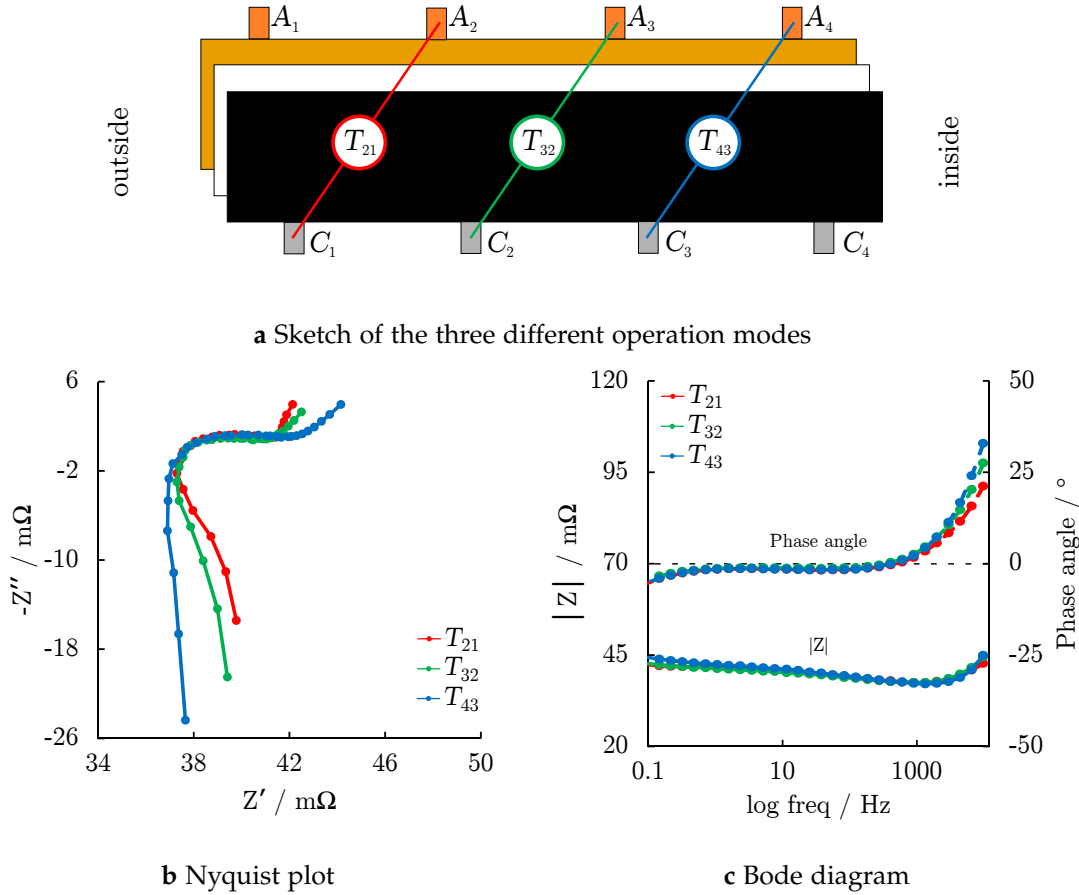 A₁ A₂ A₃ A₄
outside
T₂₁ T₃₂ T₄₃
inside
C₁ C₂ C₃ C₄
a Sketch of the three different operation modes
6
-2
-10
-18
-26
-Z″ / mΩ
T₂₁
T₃₂
T₄₃
34 38 42 46 50
Z′ / mΩ
b Nyquist plot
120
95
70
45
20
|Z| / mΩ
T₂₁
T₃₂
T₄₃
Phase angle
|Z|
50
25
0
-25
-50
Phase angle / °
0.1 10 1000
log freq / Hz
c Bode diagram